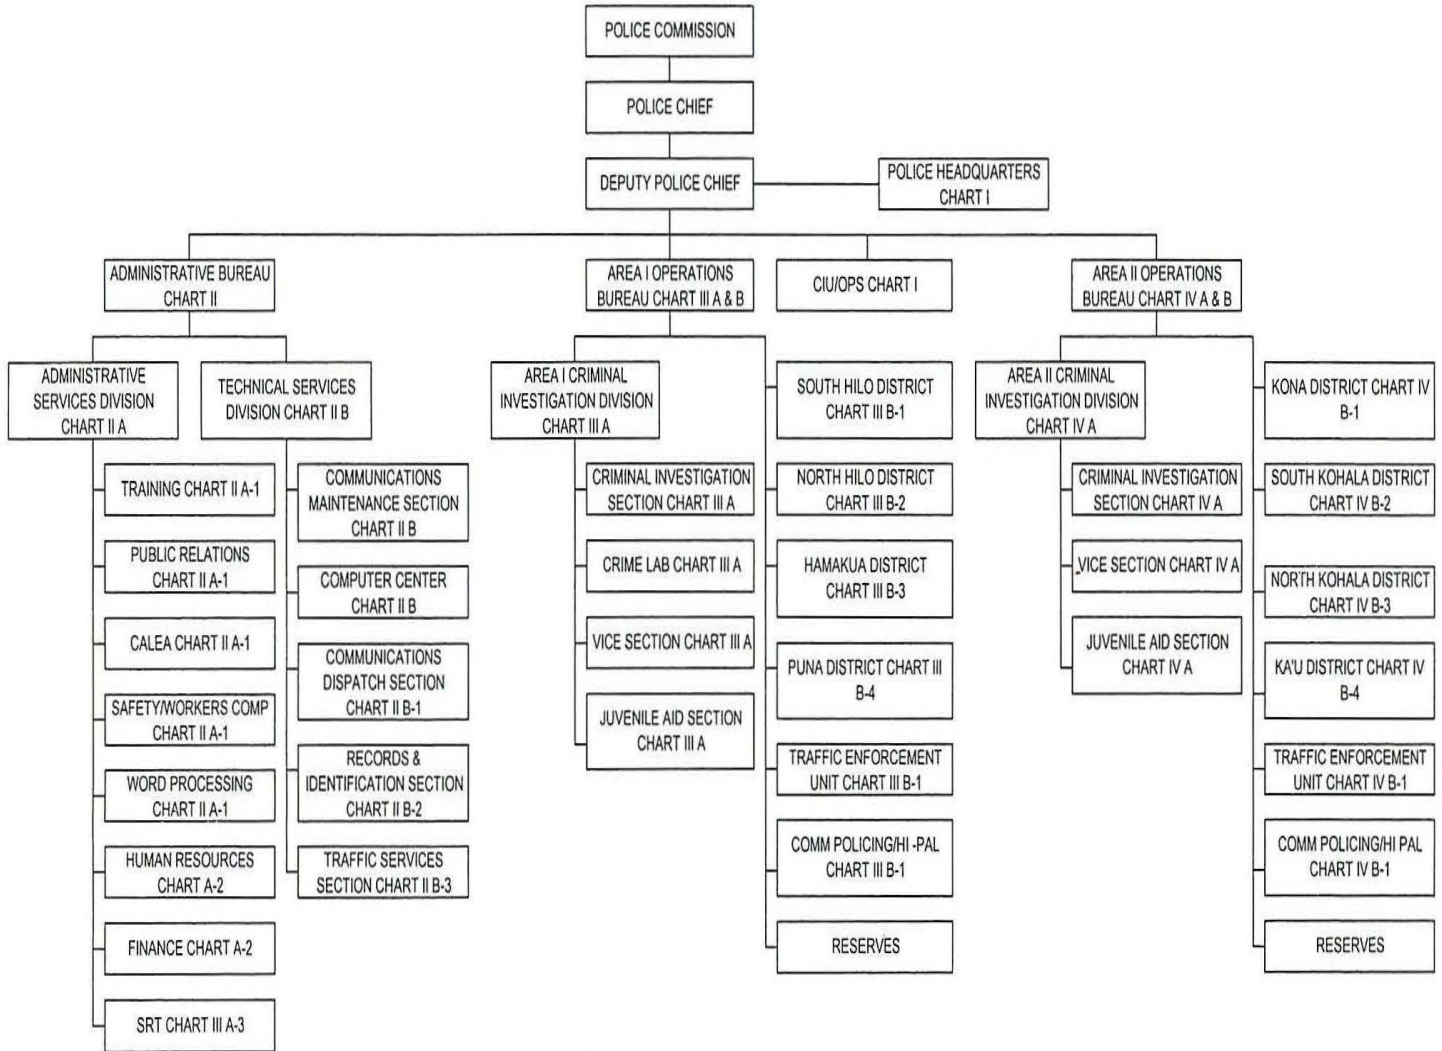 POLICE COMMISSION
POLICE CHIEF
DEPUTY POLICE CHIEF
POLICE HEADQUARTERS
CHART I
ADMINISTRATIVE BUREAU
CHART II
AREA I OPERATIONS
BUREAU CHART III A & B
CIU/OPS CHART I
AREA II OPERATIONS
BUREAU CHART IV A & B
ADMINISTRATIVE
SERVICES DIVISION
CHART II A
TRAINING CHART II A-1
PUBLIC RELATIONS
CHART II A-1
CALEA CHART II A-1
SAFETY/WORKERS COMP
CHART II A-1
WORD PROCESSING
CHART II A-1
HUMAN RESOURCES
CHART A-2
FINANCE CHART A-2
SRT CHART III A-3
TECHNICAL SERVICES
DIVISION CHART II B
COMMUNICATIONS
MAINTENANCE SECTION
CHART II B
COMPUTER CENTER
CHART II B
COMMUNICATIONS
DISPATCH SECTION
CHART II B-1
RECORDS &
IDENTIFICATION SECTION
CHART II B-2
TRAFFIC SERVICES
SECTION CHART II B-3
AREA I CRIMINAL
INVESTIGATION DIVISION
CHART III A
CRIMINAL INVESTIGATION
SECTION CHART III A
CRIME LAB CHART III A
VICE SECTION CHART III A
JUVENILE AID SECTION
CHART III A
SOUTH HILO DISTRICT
CHART III B-1
NORTH HILO DISTRICT
CHART III B-2
HAMAKUA DISTRICT
CHART III B-3
PUNA DISTRICT CHART III
B-4
TRAFFIC ENFORCEMENT
UNIT CHART III B-1
COMM POLICING/HI -PAL
CHART III B-1
RESERVES
AREA II CRIMINAL
INVESTIGATION DIVISION
CHART IV A
CRIMINAL INVESTIGATION
SECTION CHART IV A
VICE SECTION CHART IV A
JUVENILE AID SECTION
CHART IV A
KONA DISTRICT CHART IV
B-1
SOUTH KOHALA DISTRICT
CHART IV B-2
NORTH KOHALA DISTRICT
CHART IV B-3
KA'U DISTRICT CHART IV
B-4
TRAFFIC ENFORCEMENT
UNIT CHART IV B-1
COMM POLICING/HI PAL
CHART IV B-1
RESERVES